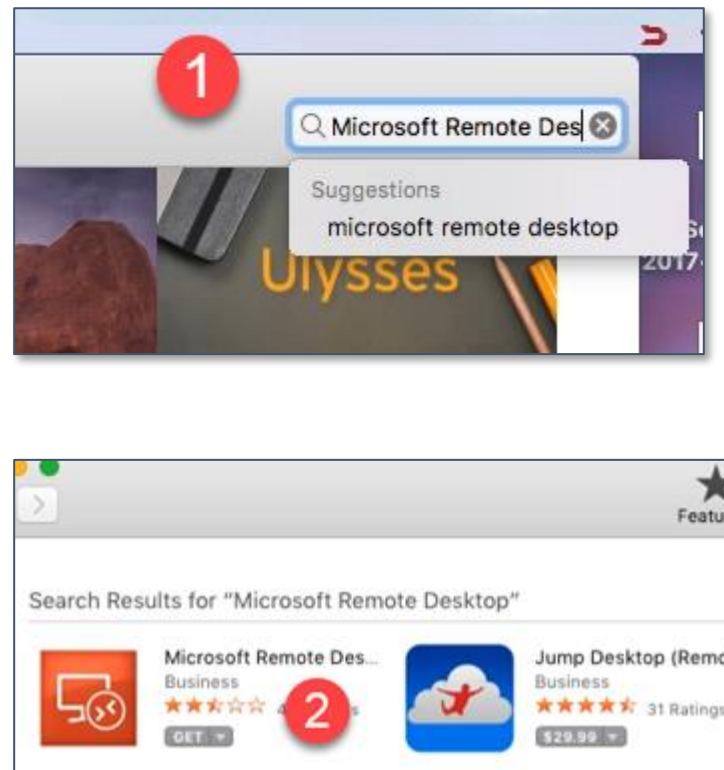 1
Microsoft Remote Des
Suggestions
microsoft remote desktop
Ulysses
2017-
Featu
Search Results for “Microsoft Remote Desktop”
Microsoft Remote Des...
Business
2
GET
Jump Desktop (Remo
Business
31 Ratings
$29.99